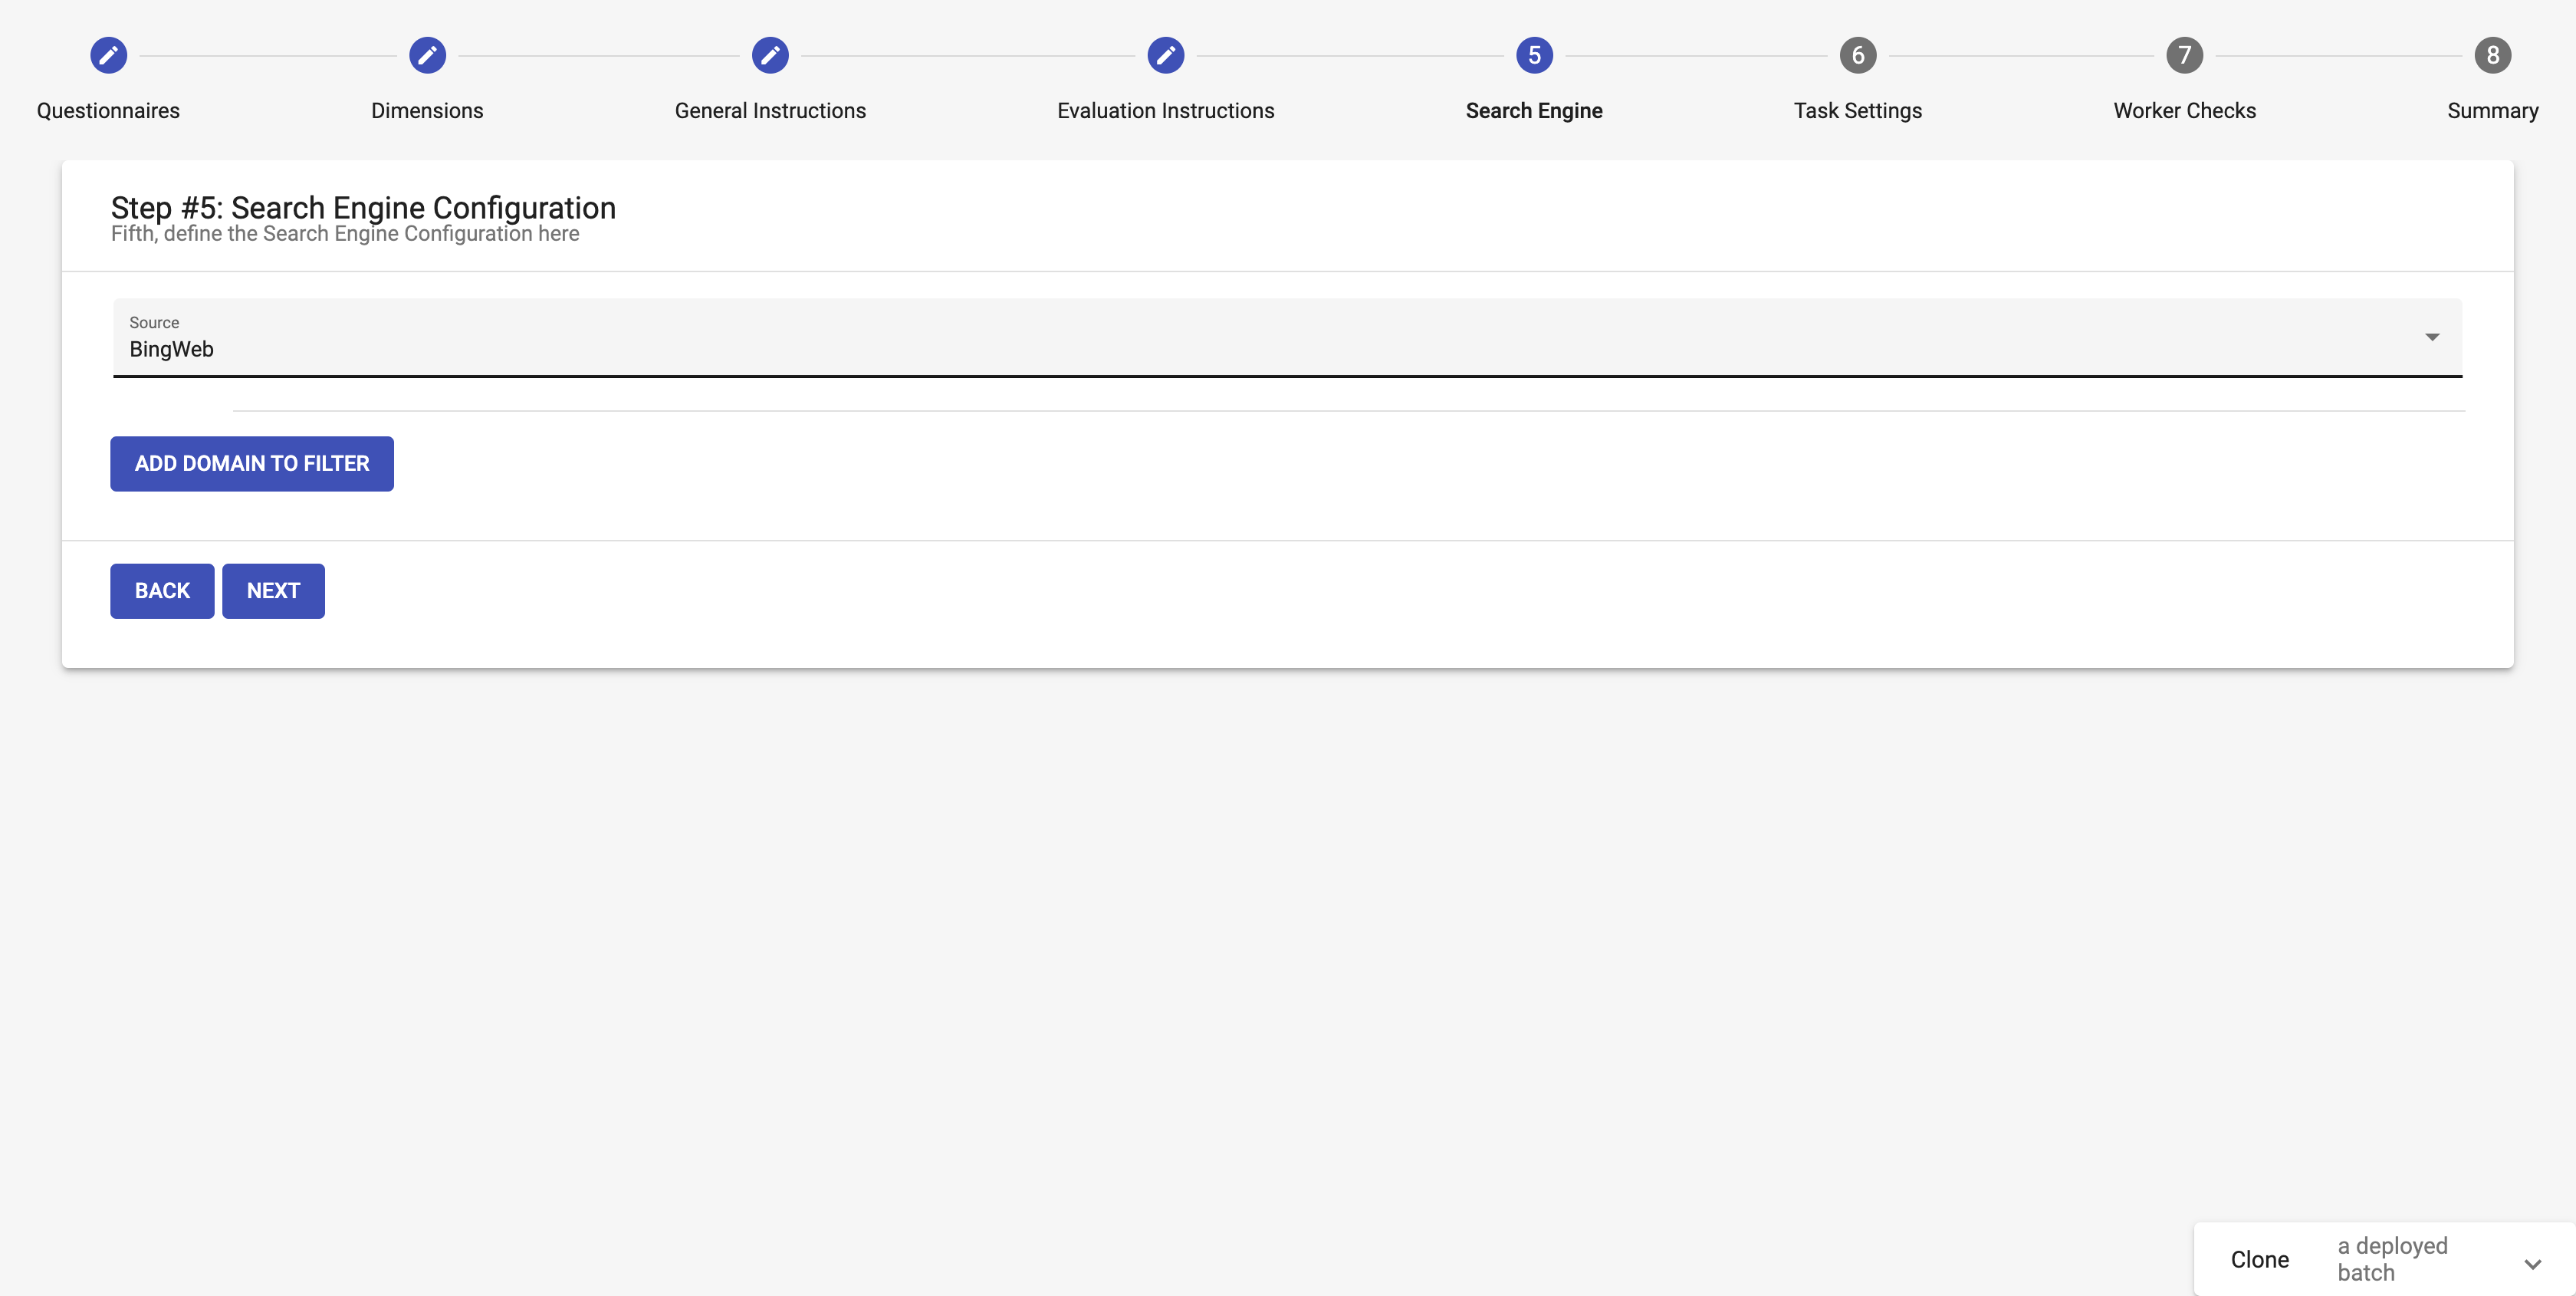 Questionnaires
Dimensions
General Instructions
Evaluation Instructions
5
Search Engine
6
Task Settings
7
Worker Checks
8
Summary
Step #5: Search Engine Configuration
Fifth, define the Search Engine Configuration here
Source
BingWeb
ADD DOMAIN TO FILTER
BACK
NEXT
Clone
a deployed
batch